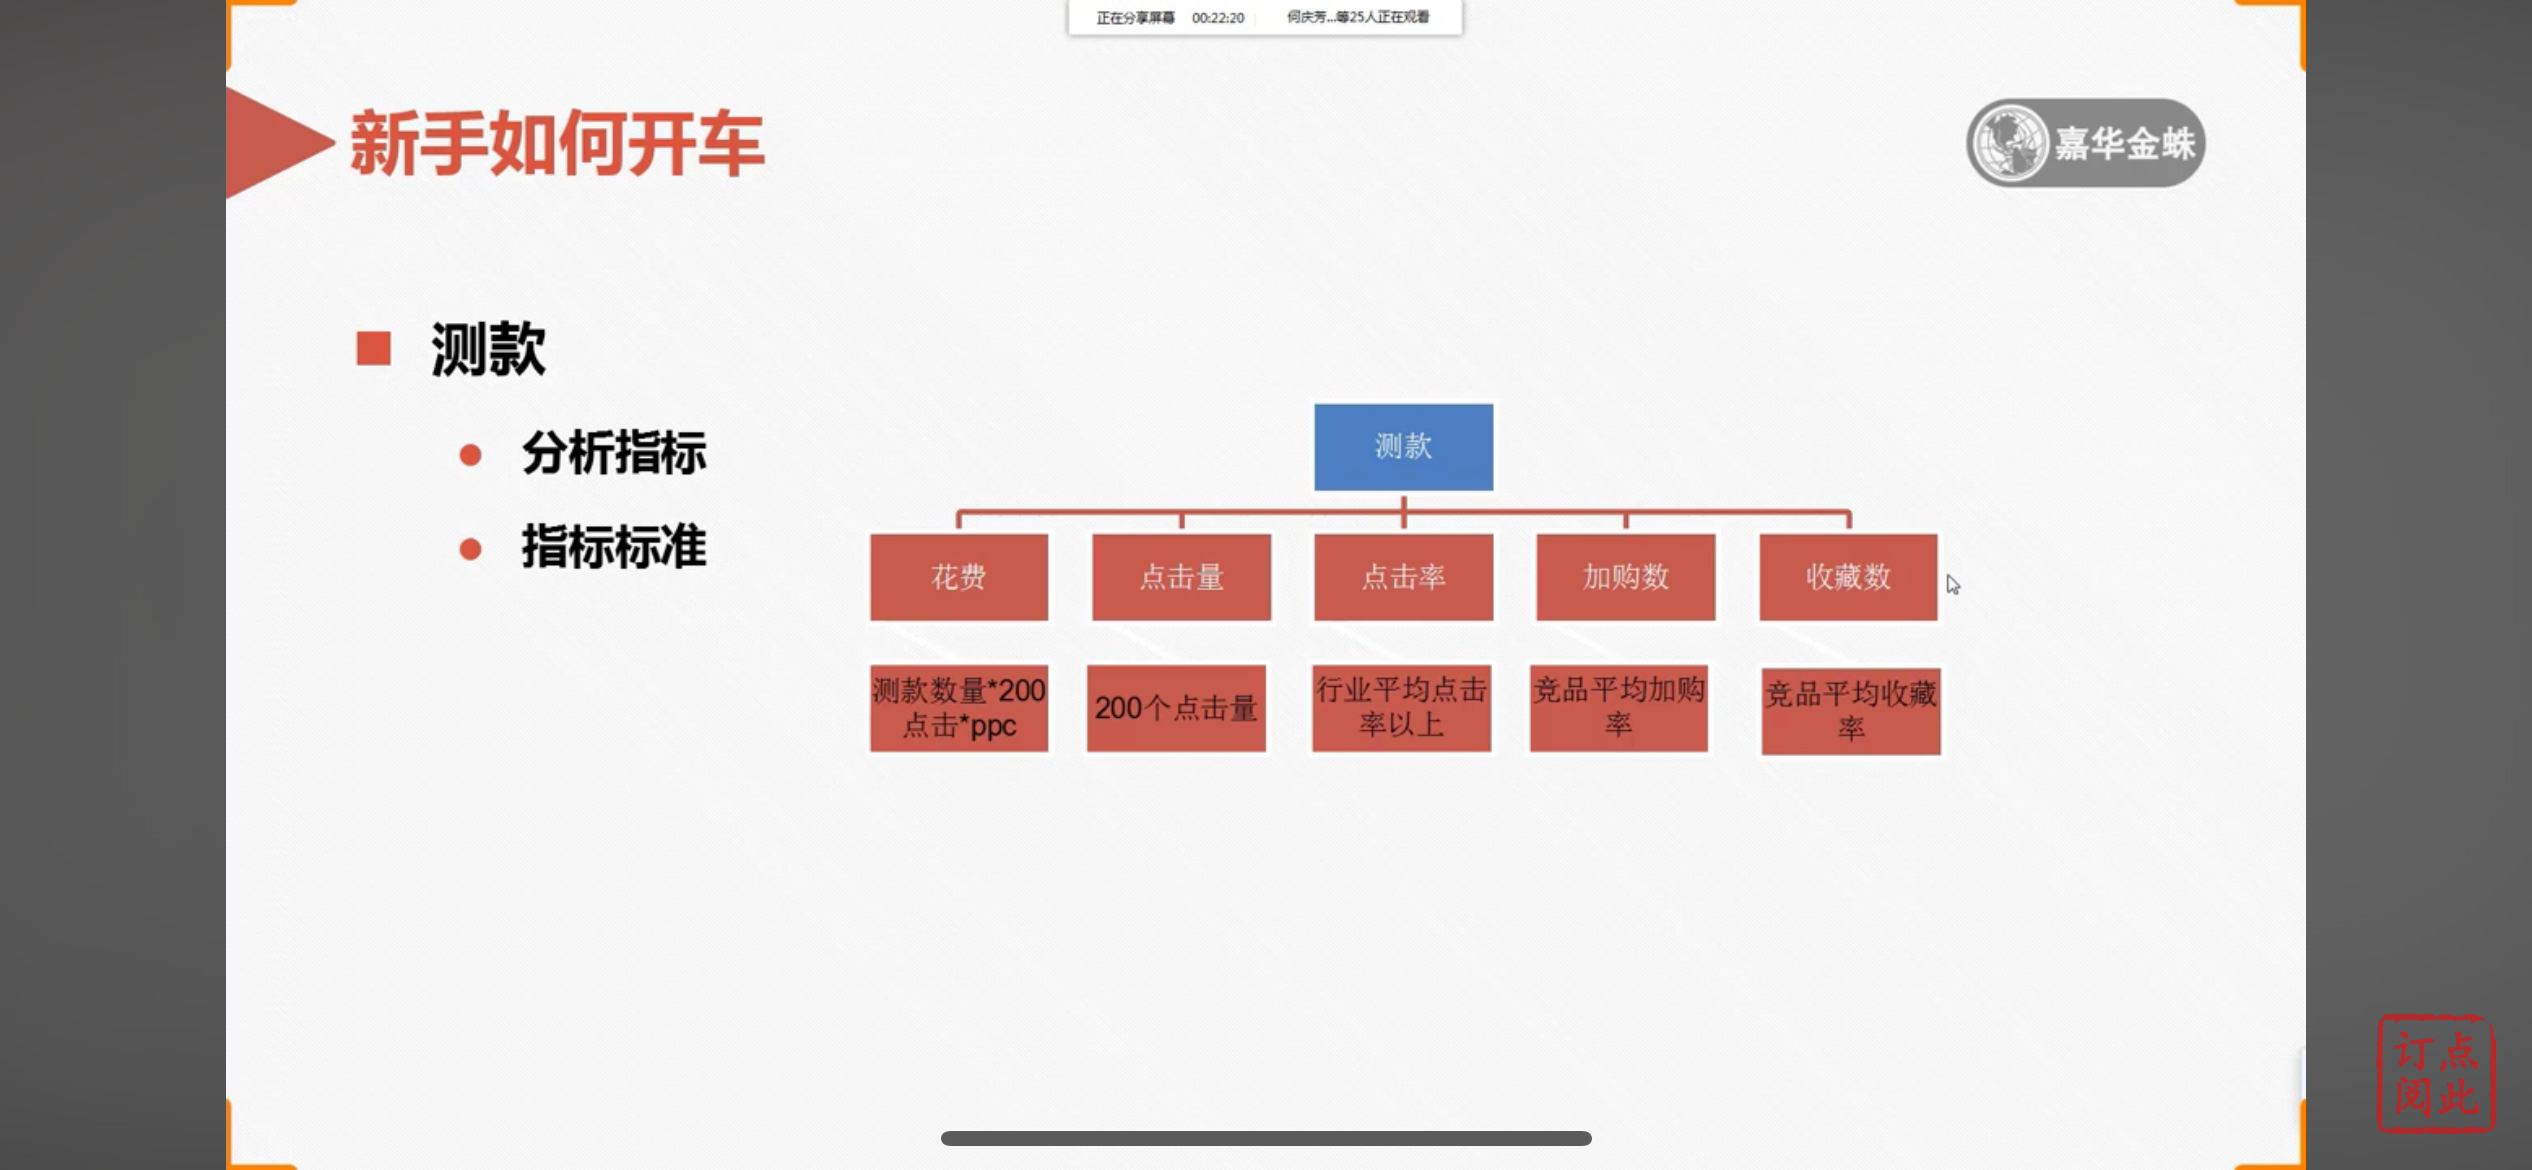 正在分享屏幕 00:22:20 何庆芳...等25人正在观看
新手如何开车
嘉华金蛛
测款
分析指标
指标标准
测款
花费
点击量
点击率
加购数
收藏数
测款数量*200
点击*ppc
200个点击量
行业平均点击
率以上
竞品平均加购
率
竞品平均收藏
率
点此
订阅